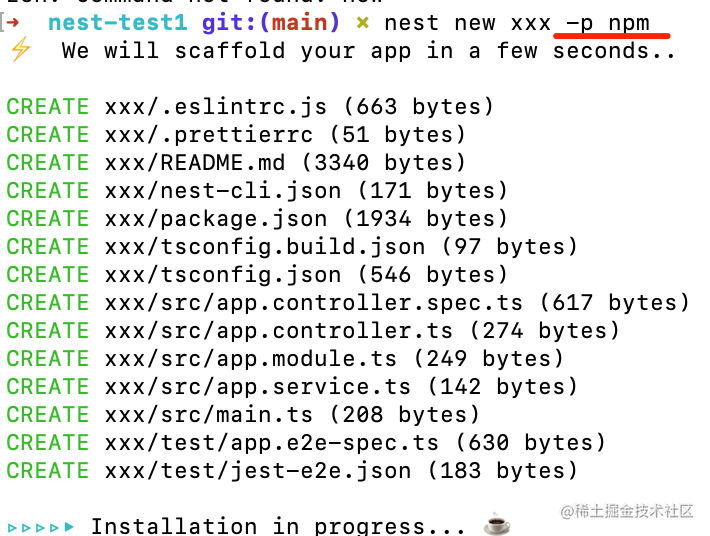 ➜ nest-test1 git:(main) ✗ nest new xxx -p npm
⚡ We will scaffold your app in a few seconds..
CREATE xxx/.eslintrc.js (663 bytes)
CREATE xxx/.prettierrc (51 bytes)
CREATE xxx/README.md (3340 bytes)
CREATE xxx/nest-cli.json (171 bytes)
CREATE xxx/package.json (1934 bytes)
CREATE xxx/tsconfig.build.json (97 bytes)
CREATE xxx/tsconfig.json (546 bytes)
CREATE xxx/src/app.controller.spec.ts (617 bytes)
CREATE xxx/src/app.controller.ts (274 bytes)
CREATE xxx/src/app.module.ts (249 bytes)
CREATE xxx/src/app.service.ts (142 bytes)
CREATE xxx/src/main.ts (208 bytes)
CREATE xxx/test/app.e2e-spec.ts (630 bytes)
CREATE xxx/test/jest-e2e.json (183 bytes)
▹▹▹▹▸ Installation in progress... ☕
@稀土掘金技术社区